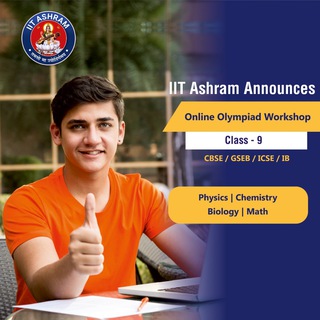 IIT ASHRAM
IIT Ashram Announces
Online Olympiad Workshop
Class - 9
CBSE / GSEB / ICSE / IB
Physics | Chemistry
Biology | Math